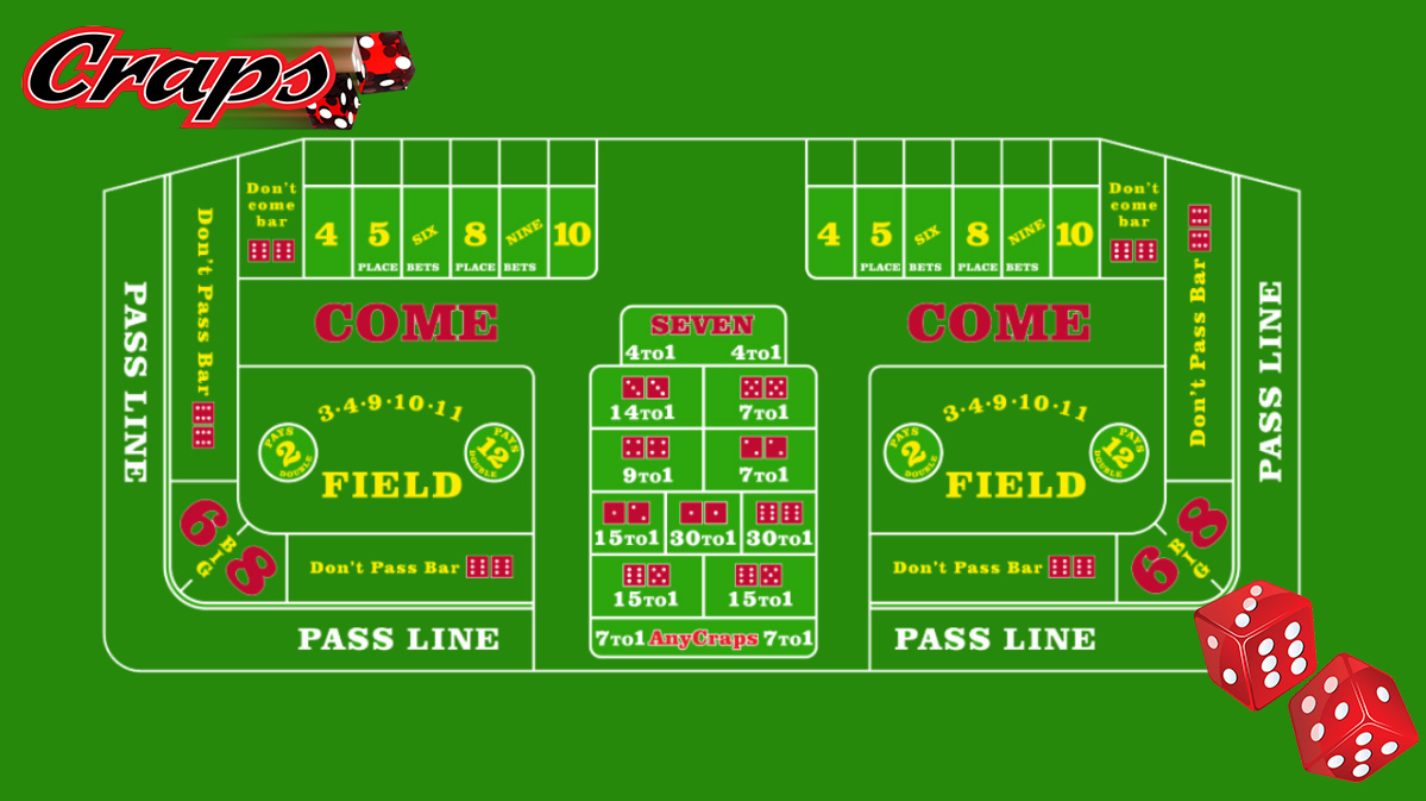 Craps
PASS LINE
Don't Pass Bar
Don't
come
bar
4 5 SIX 8 NINE 10
PLACE BETS PLACE BETS
COME
3·4·9·10·11
PAYS 2 DOUBLE
PAYS 12 DOUBLE
FIELD
6 BIG 8
Don't Pass Bar
PASS LINE
SEVEN
4TO1 4TO1
14TO1 7TO1
9TO1 7TO1
15TO1 30TO1 30TO1
15TO1 15TO1
7TO1 AnyCraps 7TO1
4 5 SIX 8 NINE 10
PLACE BETS PLACE BETS
Don't
come
bar
Don't Pass Bar
PASS LINE
COME
3·4·9·10·11
PAYS 2 DOUBLE
PAYS 12 DOUBLE
FIELD
6 BIG 8
Don't Pass Bar
PASS LINE